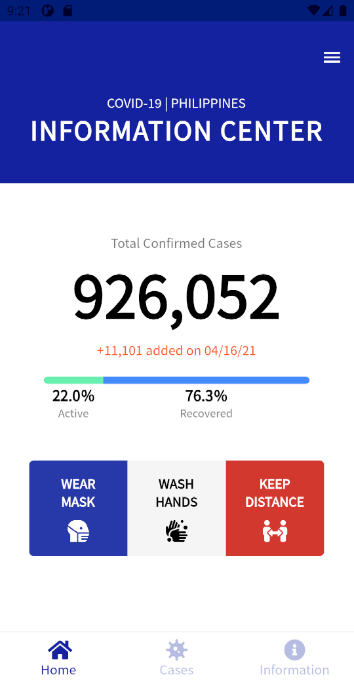 9:21
COVID-19 | PHILIPPINES
INFORMATION CENTER
Total Confirmed Cases
926,052
+11,101 added on 04/16/21
22.0% 76.3%
Active Recovered
WEAR MASK
WASH HANDS
KEEP DISTANCE
Home Cases Information